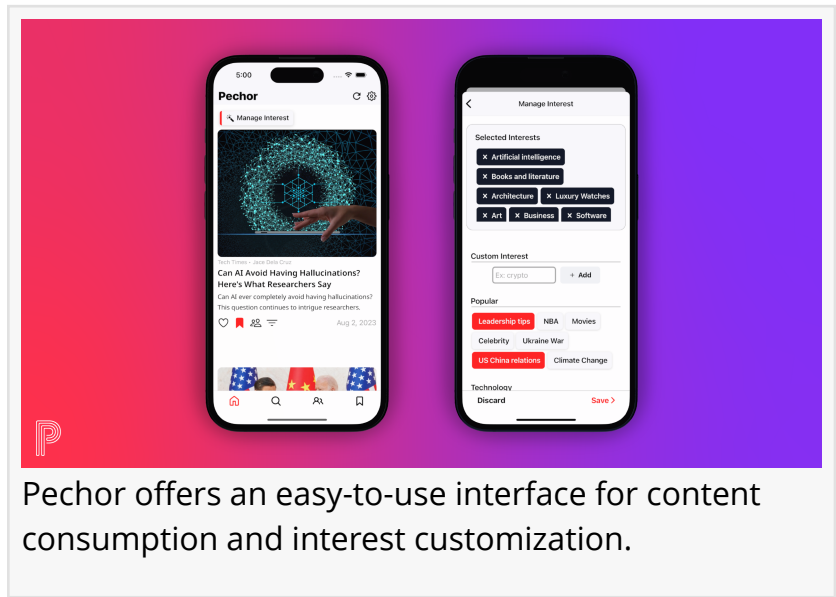 5:00
Pechor
Manage Interest
Tech Times - Jace Dela Cruz
Can AI Avoid Having Hallucinations?
Here's What Researchers Say
Can AI ever completely avoid having hallucinations?
This question continues to intrigue researchers.
Aug 2, 2023
Manage Interest
Selected Interests
× Artificial intelligence
× Books and literature
× Architecture × Luxury Watches
× Art × Business × Software
Custom Interest
Ex: crypto + Add
Popular
Leadership tips NBA Movies
Celebrity Ukraine War
US China relations Climate Change
Technology
Discard Save >
Pechor offers an easy-to-use interface for content
consumption and interest customization.